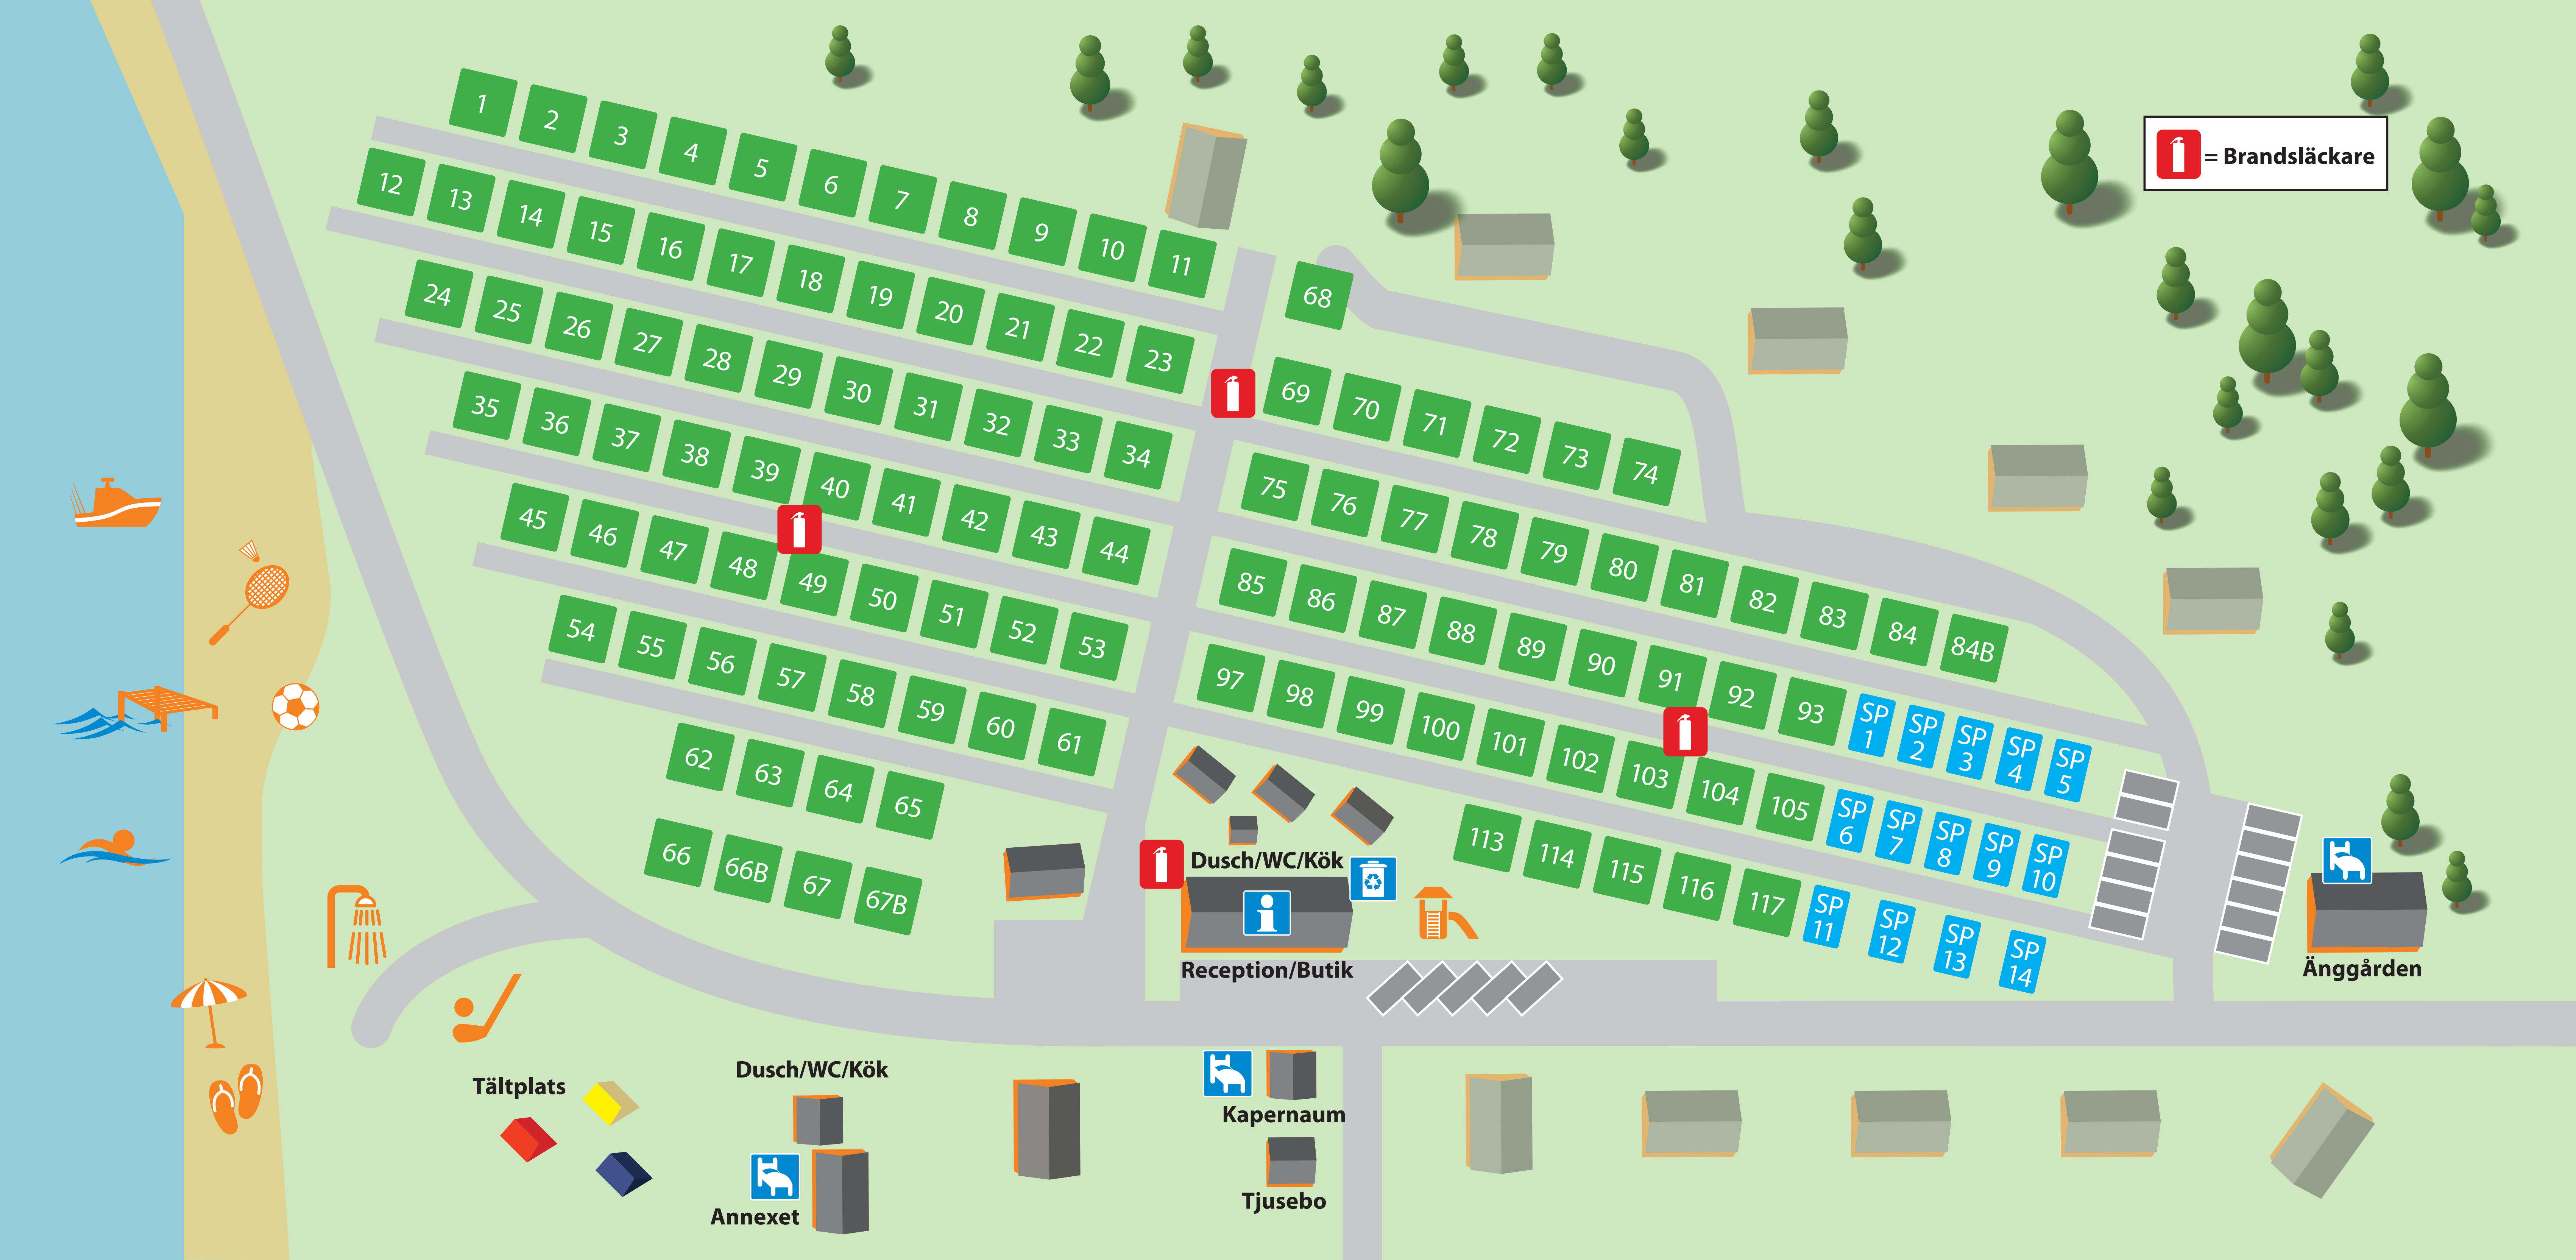 1 2 3 4 5 6 7 8 9 10 11
12 13 14 15 16 17 18 19 20 21 22 23
24 25 26 27 28 29 30 31 32 33 34
35 36 37 38 39 40 41 42 43 44
45 46 47 48 49 50 51 52 53
54 55 56 57 58 59 60 61
62 63 64 65
66 66B 67 67B
68
69 70 71 72 73 74
75 76 77 78 79 80 81 82 83 84 84B
85 86 87 88 89 90 91 92 93 SP 1 SP 2 SP 3 SP 4 SP 5
97 98 99 100 101 102 103 104 105 SP 6 SP 7 SP 8 SP 9 SP 10
113 114 115 116 117 SP 11 SP 12 SP 13 SP 14
= Brandsläckare
Dusch/WC/Kök
i
Reception/Butik
Änggården
Tältplats
Dusch/WC/Kök
Annexet
Kapernaum
Tjusebo